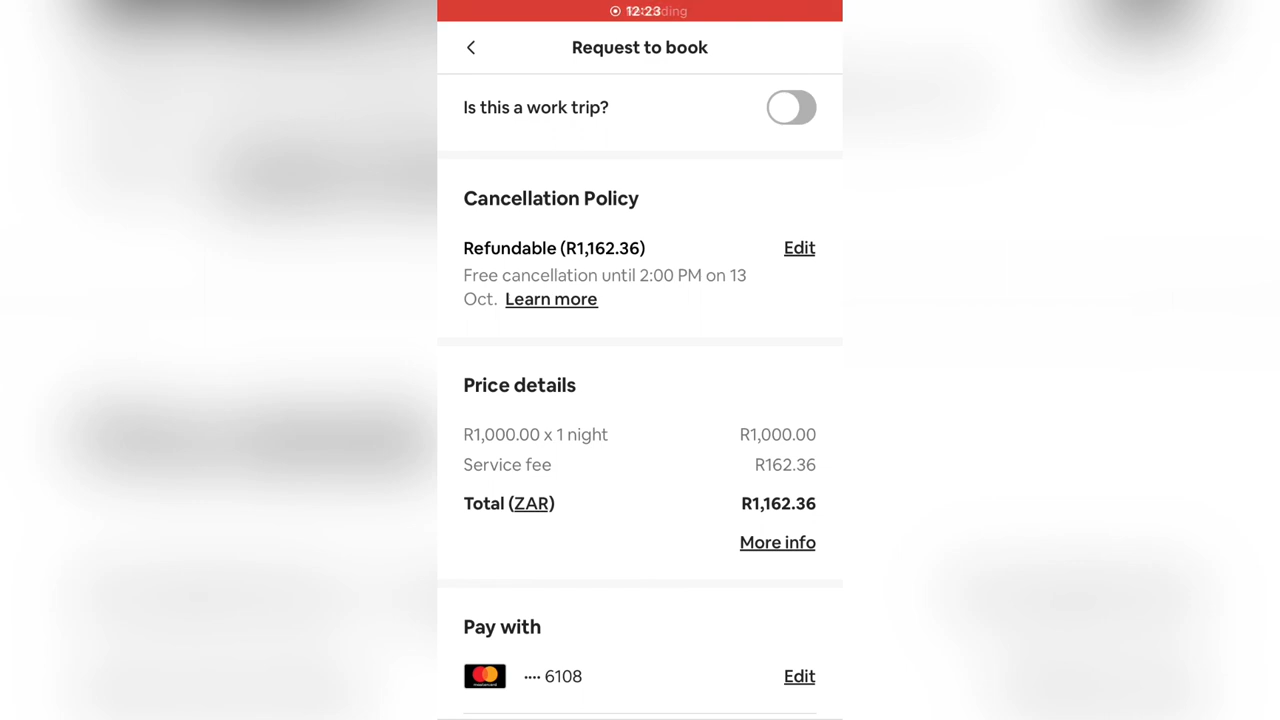 12:23
Request to book
Is this a work trip?
Cancellation Policy
Refundable (R1,162.36) Edit
Free cancellation until 2:00 PM on 13
Oct. Learn more
Price details
R1,000.00 x 1 night R1,000.00
Service fee R162.36
Total (ZAR) R1,162.36
More info
Pay with
mastercard •••• 6108 Edit